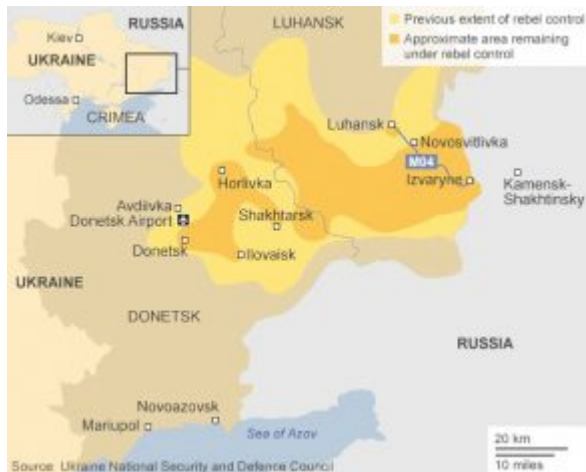 RUSSIA
Kiev
UKRAINE
Odessa
CRIMEA
LUHANSK
Previous extent of rebel control
Approximate area remaining
under rebel control
Luhansk
Novosvitlivka
M04
Izvaryne
Kamensk-
Shakhtinsky
Horlivka
Avdiivka
Donetsk Airport
Shakhtarsk
Donetsk
Ilovaisk
UKRAINE
DONETSK
RUSSIA
Novoazovsk
Mariupol
Sea of Azov
20 km
10 miles
Source: Ukraine National Security and Defence Council